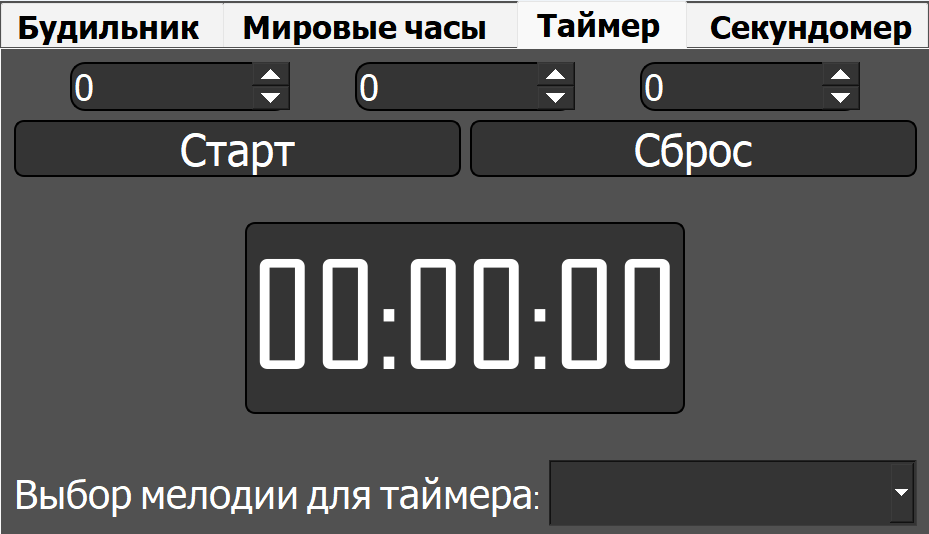 Будильник Мировые часы Таймер Секундомер
0 0 0
Старт Сброс
00:00:00
Выбор мелодии для таймера: